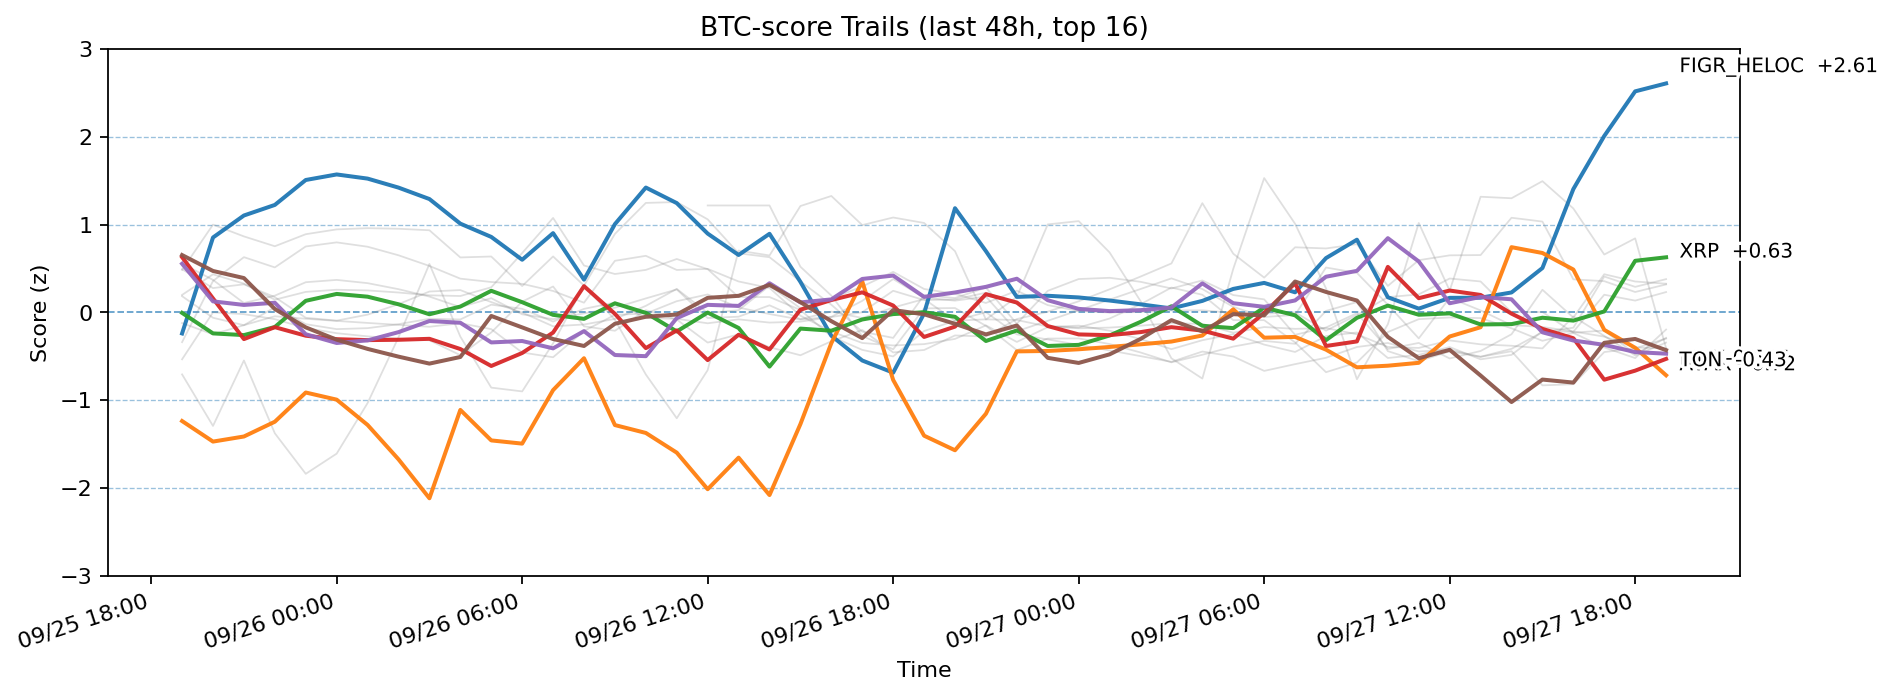 BTC-score Trails (last 48h, top 16)
Score (z)
3
2
1
0
−1
−2
−3
FIGR_HELOC +2.61
XRP +0.63
TON -0.43
09/25 18:00
09/26 00:00
09/26 06:00
09/26 12:00
09/26 18:00
09/27 00:00
09/27 06:00
09/27 12:00
09/27 18:00
Time